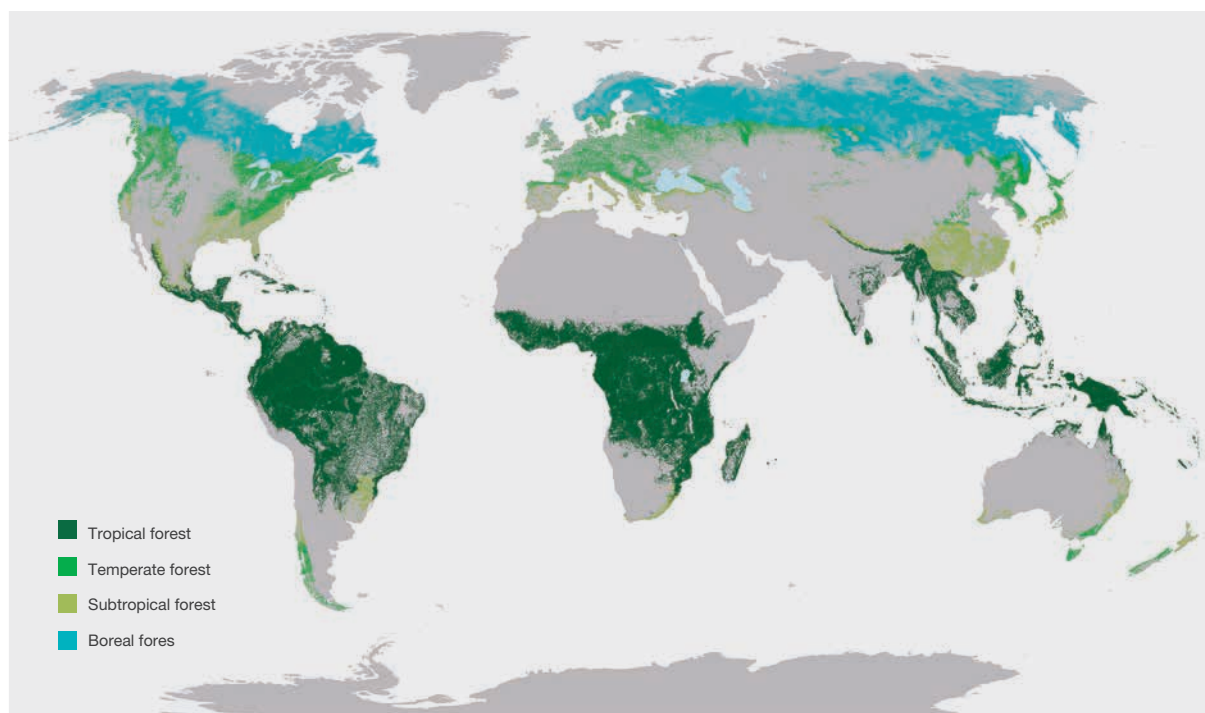 Tropical forest
Temperate forest
Subtropical forest
Boreal fores